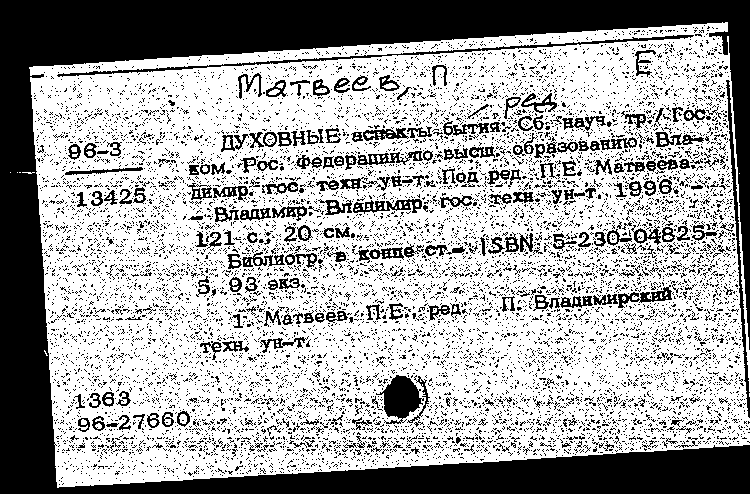 Матвеев, П Е
— ред.
96-3
13425
ДУХОВНЫЕ аспекты бытия: Сб. науч. тр./ Гос.
ком. Рос. Федерации по высш. образованию. Вла-
димир. гос. техн. ун-т; Под ред. П.Е. Матвеева.-
- Владимир: Владимир. гос. техн. ун-т, 1996. -
121 с.; 20 см.
Библиогр. в конце ст.- ISBN 5-230-04825-
5, 93 экз.
1. Матвеев, П.Е., ред. П. Владимирский
техн. ун-т.
1363
96-27660